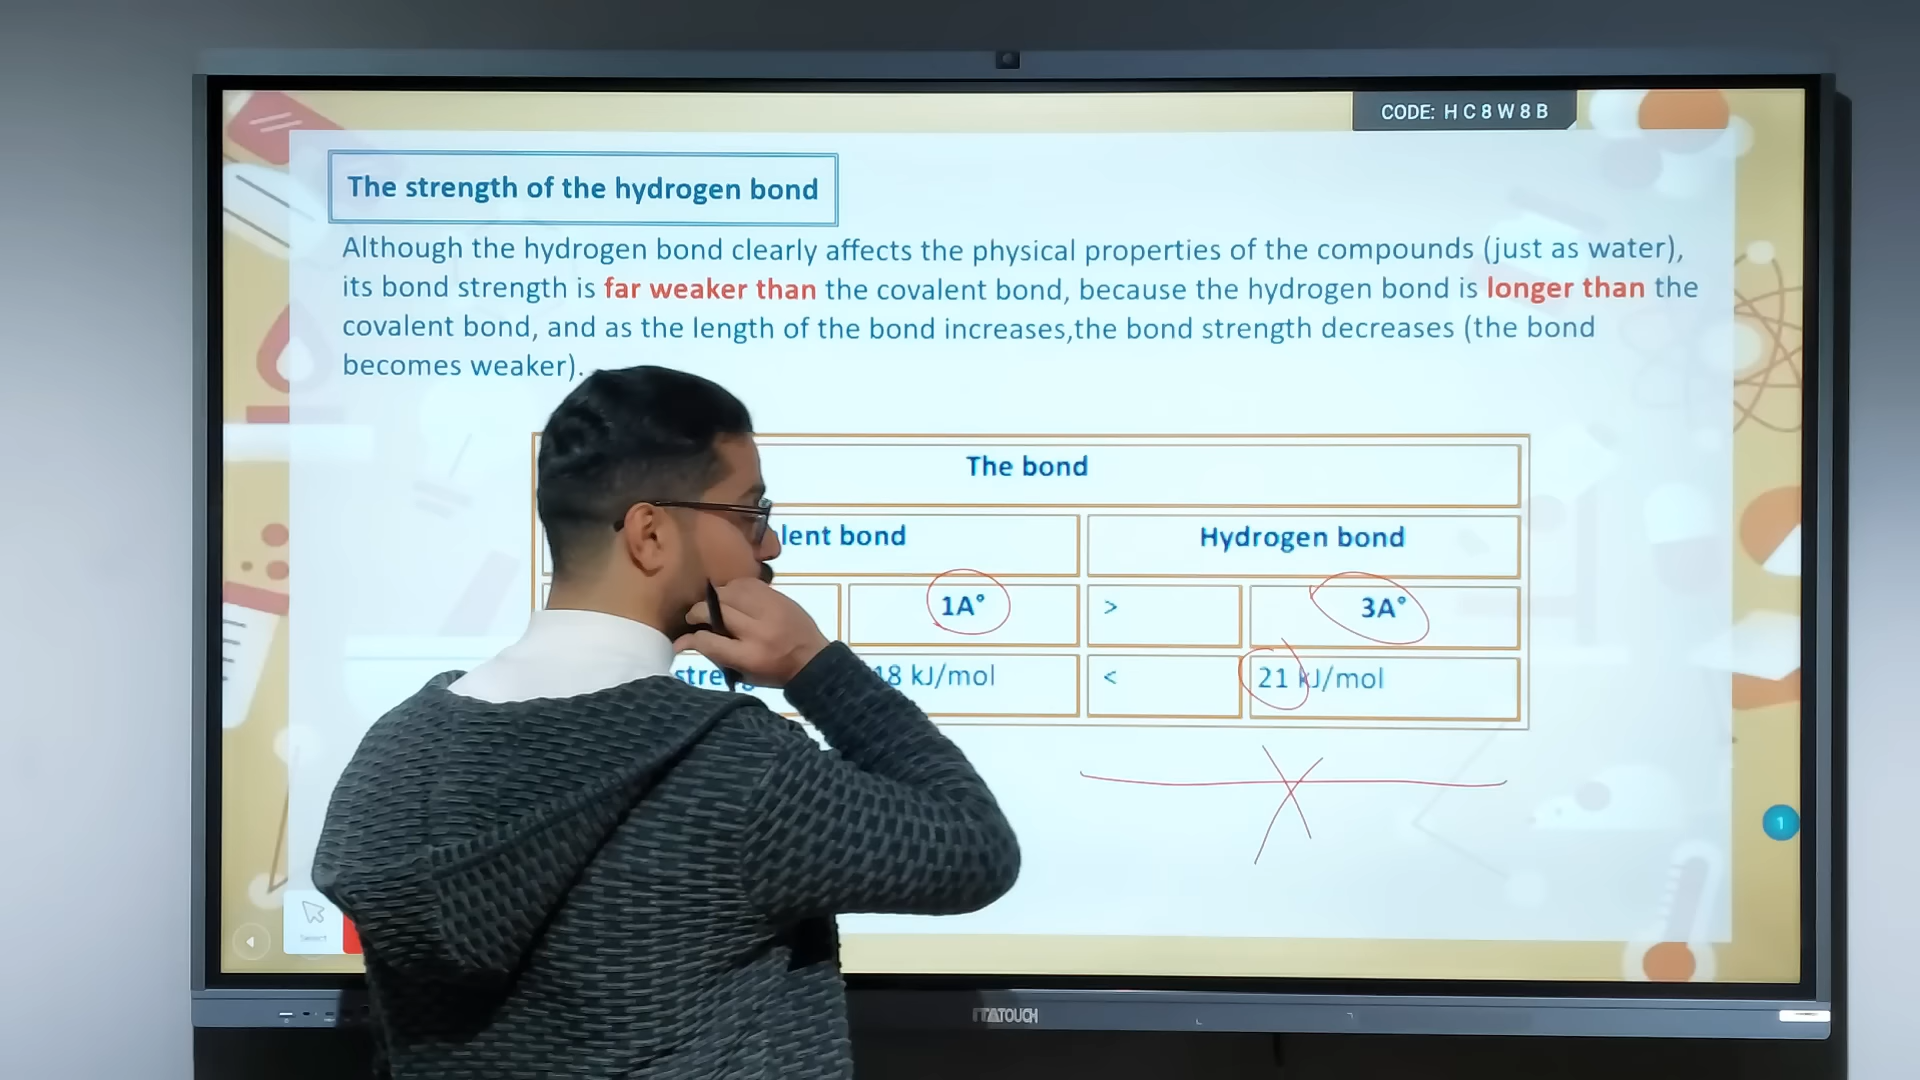 CODE: H C 8 W 8 B
The strength of the hydrogen bond
Although the hydrogen bond clearly affects the physical properties of the compounds (just as water),
its bond strength is far weaker than the covalent bond, because the hydrogen bond is longer than the
covalent bond, and as the length of the bond increases,the bond strength decreases (the bond
becomes weaker).
The bond
lent bond Hydrogen bond
1A° > 3A°
18 kJ/mol < 21 kJ/mol
1
Select
ITATOUCH